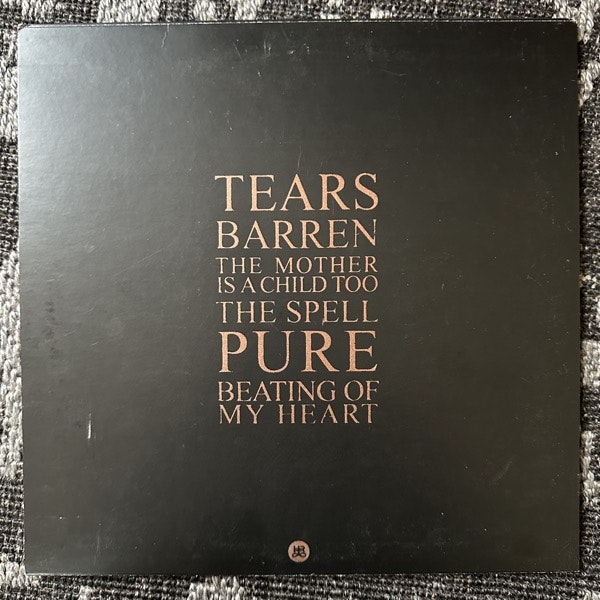 TEARS
BARREN
THE MOTHER
IS A CHILD TOO
THE SPELL
PURE
BEATING OF
MY HEART